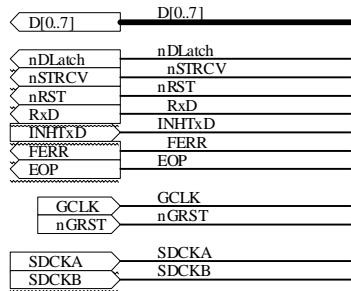 D[0..7] D[0..7]
nDLatch nDLatch
nSTRCV nSTRCV
nRST nRST
RxD RxD
INHTxD INHTxD
FERR FERR
EOP EOP
GCLK GCLK
nGRST nGRST
SDCKA SDCKA
SDCKB SDCKB